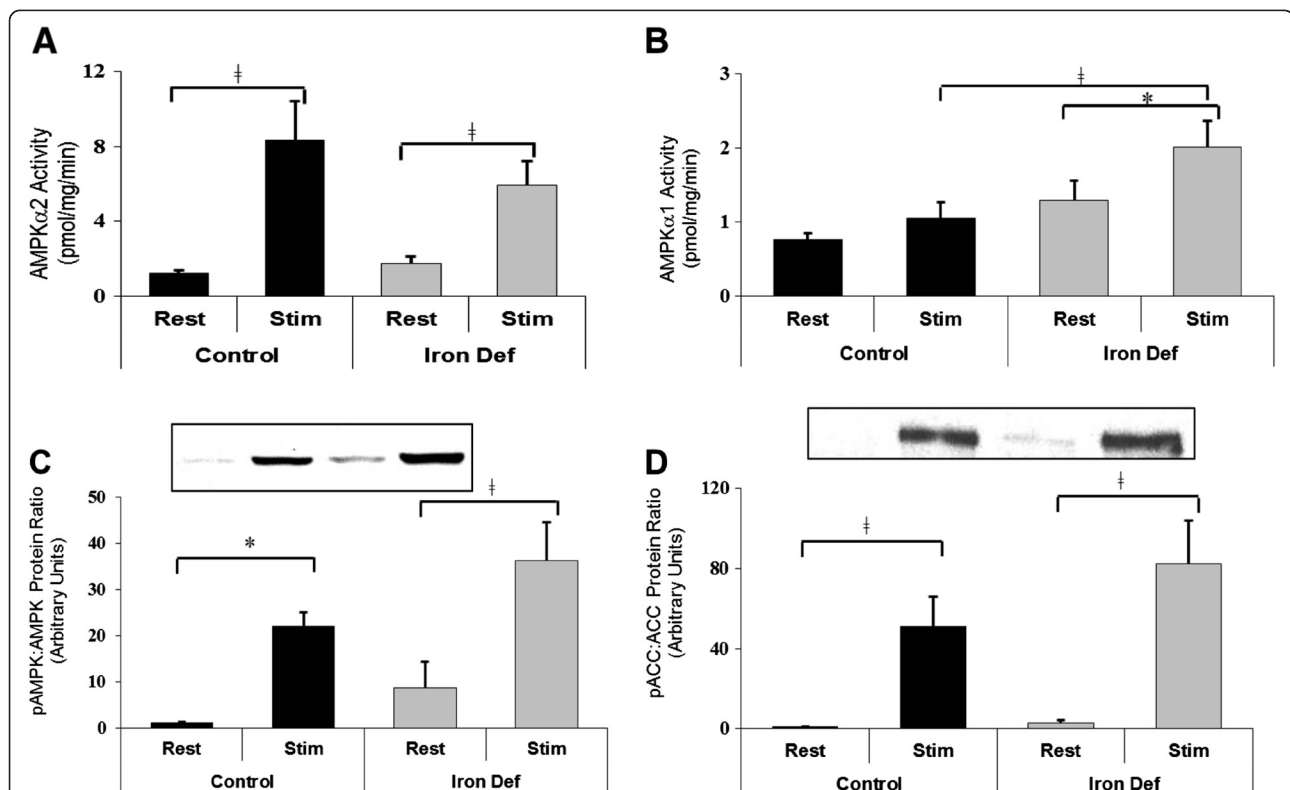 A
AMPKα2 Activity
(pmol/mg/min)
12
8
4
0
‡
‡
Rest Stim Rest Stim
Control Iron Def
B
AMPKα1 Activity
(pmol/mg/min)
3
2
1
0
‡
*
Rest Stim Rest Stim
Control Iron Def
C
pAMPK:AMPK Protein Ratio
(Arbitrary Units)
50
40
30
20
10
0
*
‡
Rest Stim Rest Stim
Control Iron Def
D
pACC:ACC Protein Ratio
(Arbitrary Units)
120
80
40
0
‡
‡
Rest Stim Rest Stim
Control Iron Def